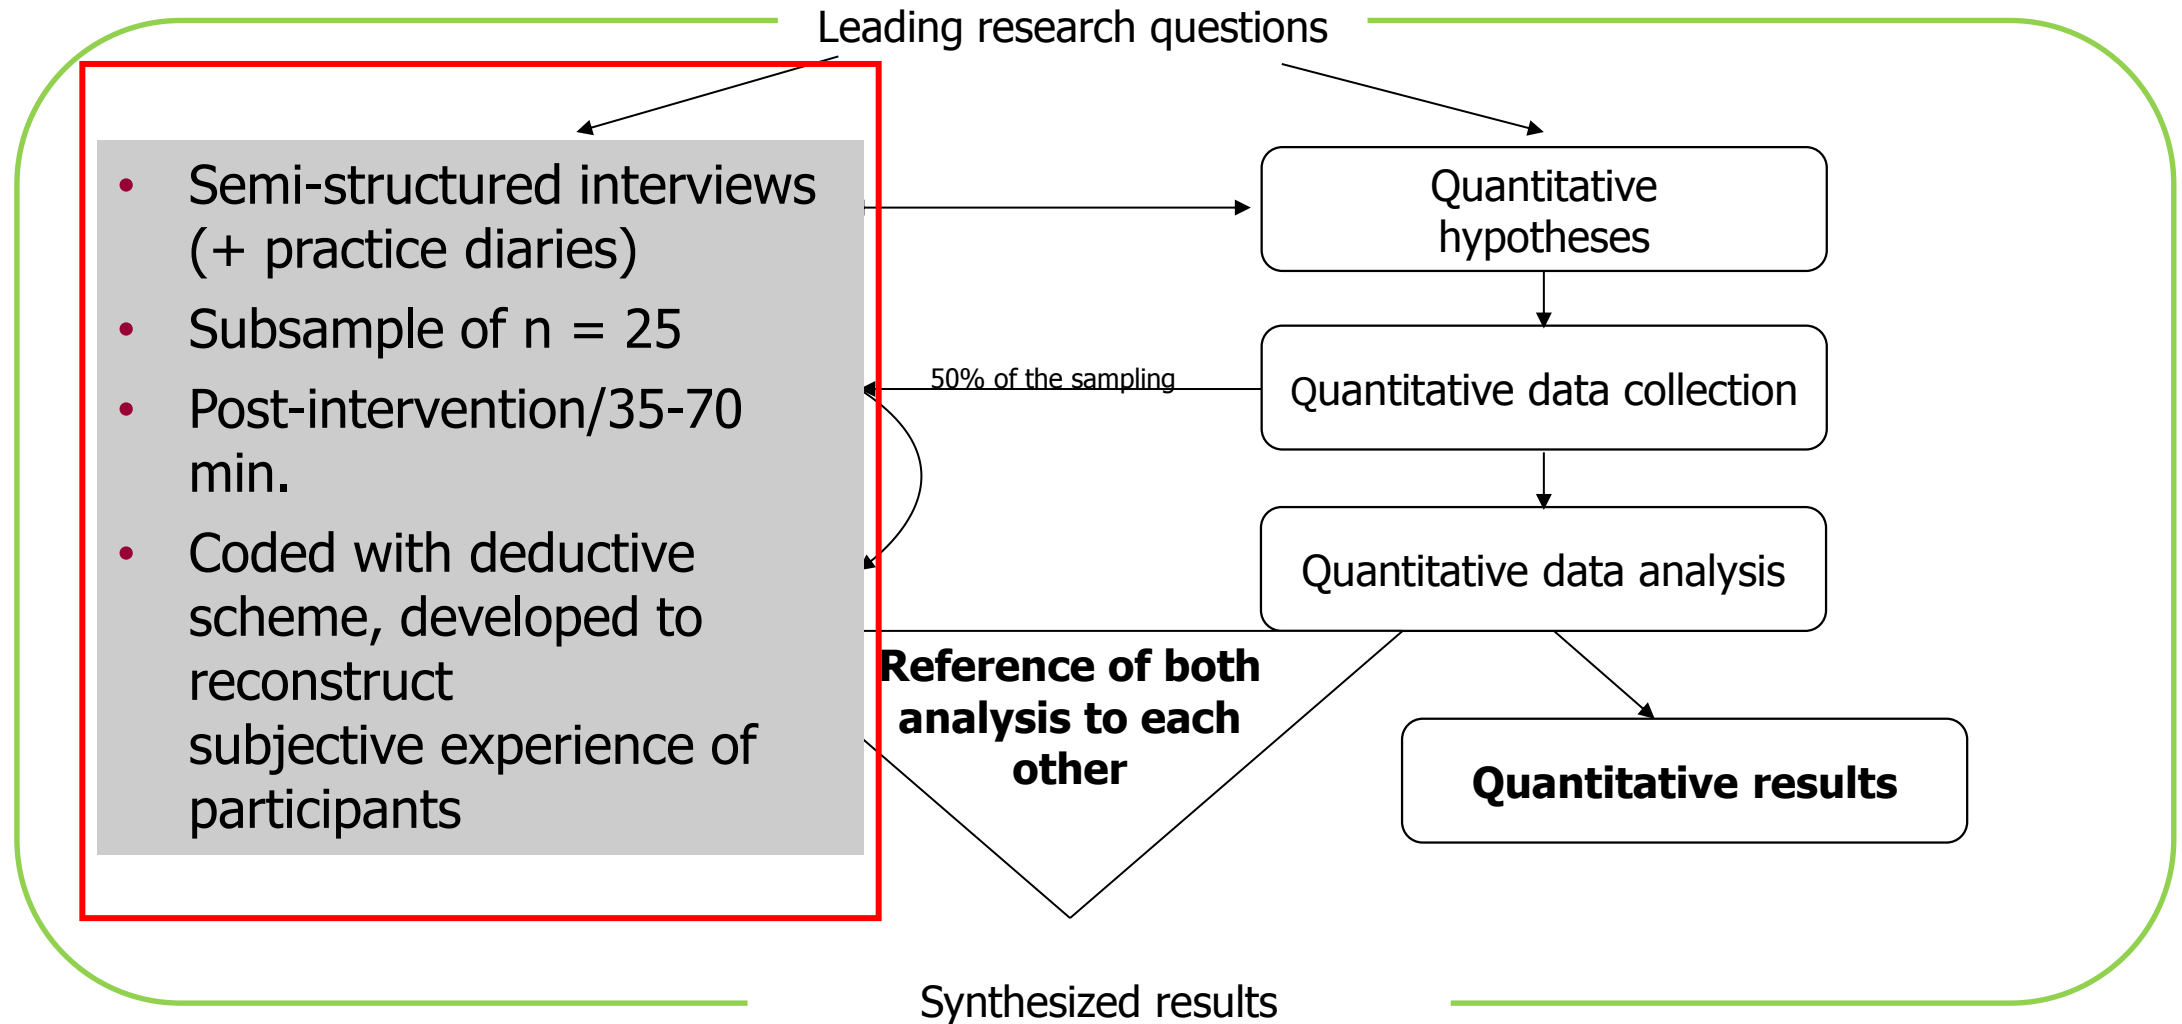 Leading research questions
• Semi-structured interviews
(+ practice diaries)
• Subsample of n = 25
• Post-intervention/35-70
min.
• Coded with deductive
scheme, developed to
reconstruct
subjective experience of
participants
Quantitative
hypotheses
50% of the sampling
Quantitative data collection
Quantitative data analysis
Reference of both
analysis to each
other
Quantitative results
Synthesized results